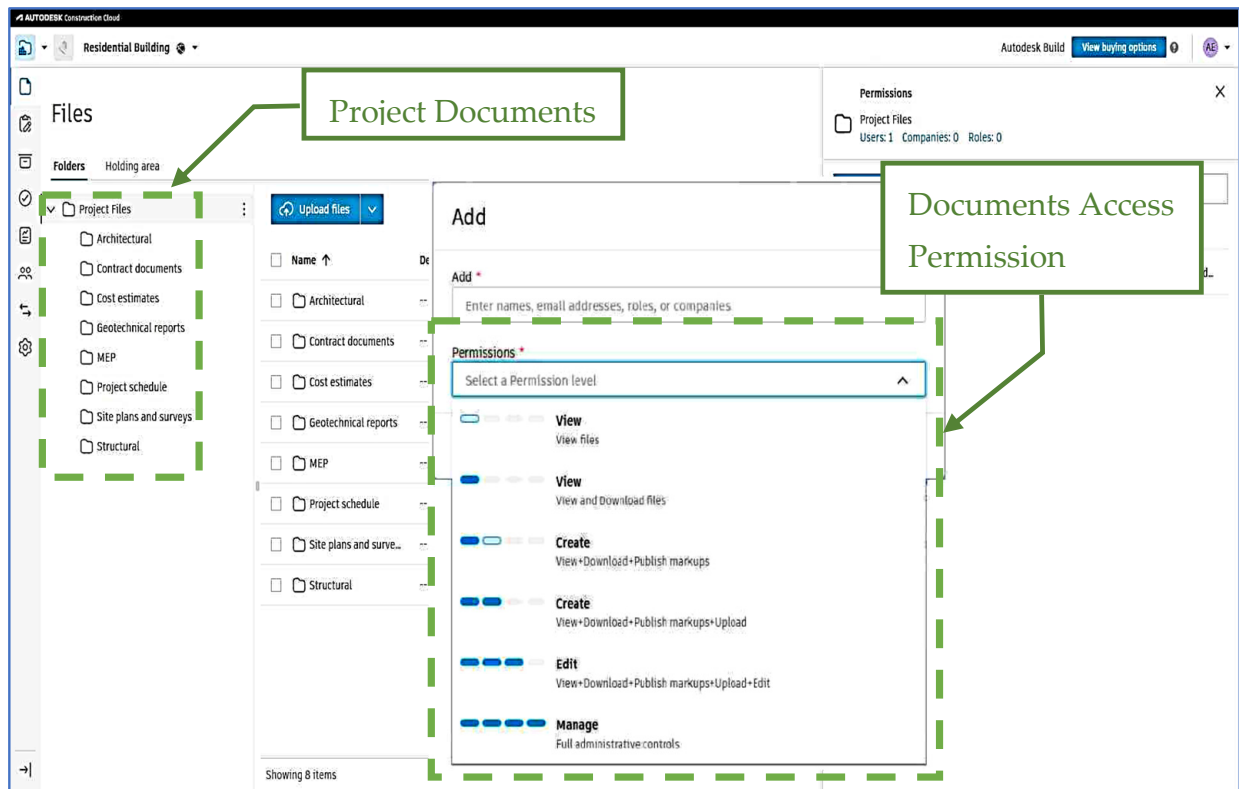 AUTODESK Construction Cloud
Residential Building
Autodesk Build
View buying options
AE
Files
Project Documents
Permissions
X
Project Files
Users: 1 Companies: 0 Roles: 0
Folders Holding area
Documents Access
Permission
Project Files
Architectural
Contract documents
Cost estimates
Geotechnical reports
MEP
Project schedule
Site plans and surveys
Structural
Upload files
Name ↑ De
Architectural --
Contract documents --
Cost estimates --
Geotechnical reports --
MEP --
Project schedule --
Site plans and surve... --
Structural --
Showing 8 items
Add
Add *
Enter names, email addresses, roles, or companies
Permissions *
Select a Permission level
View
View files
View
View and Download files
Create
View+Download+Publish markups
Create
View+Download+Publish markups+Upload
Edit
View+Download+Publish markups+Upload+Edit
Manage
Full administrative controls